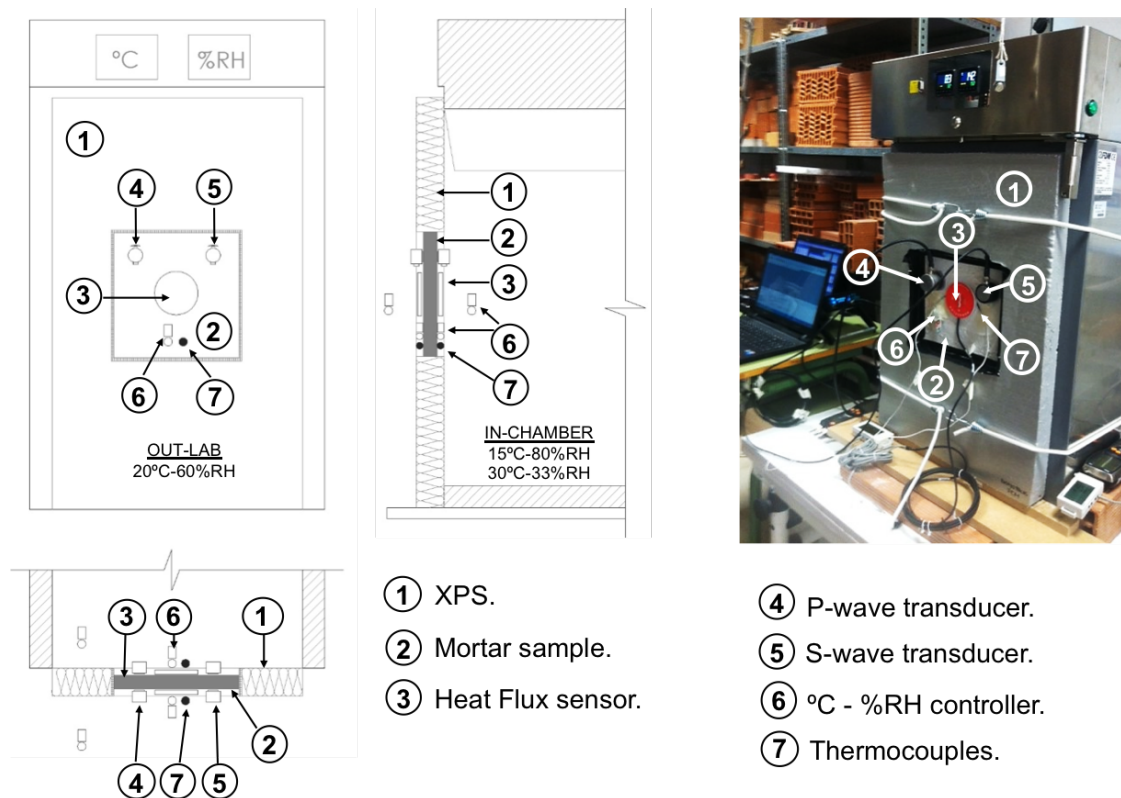 ºC
%RH
1
4
5
3
2
6
7
OUT-LAB
20ºC-60%RH
1
2
3
6
7
IN-CHAMBER
15ºC-80%RH
30ºC-33%RH
1
3
4
5
6
7
2
3
6
1
4
7
5
2
1 XPS.
2 Mortar sample.
3 Heat Flux sensor.
4 P-wave transducer.
5 S-wave transducer.
6 ºC - %RH controller.
7 Thermocouples.